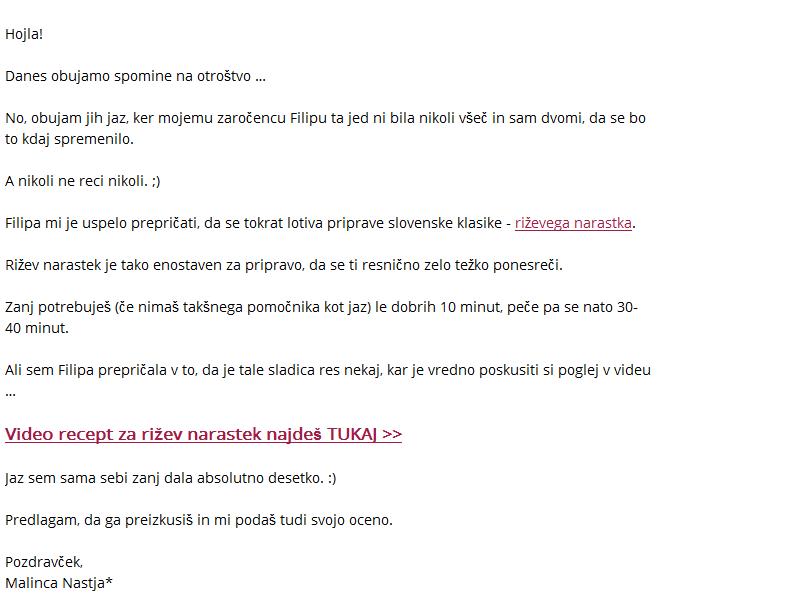 Hojla!
Danes obujamo spomine na otroštvo ...
No, obujam jih jaz, ker mojemu zaročencu Filipu ta jed ni bila nikoli všeč in sam dvomi, da se bo
to kdaj spremenilo.
A nikoli ne reci nikoli. ;)
Filipa mi je uspelo prepričati, da se tokrat lotiva priprave slovenske klasike - riževega narastka.
Rižev narastek je tako enostaven za pripravo, da se ti resnično zelo težko ponesreči.
Zanj potrebuješ (če nimaš takšnega pomočnika kot jaz) le dobrih 10 minut, peče pa se nato 30-
40 minut.
Ali sem Filipa prepričala v to, da je tale sladica res nekaj, kar je vredno poskusiti si poglej v videu
...
Video recept za rižev narastek najdeš TUKAJ >>
Jaz sem sama sebi zanj dala absolutno desetko. :)
Predlagam, da ga preizkusiš in mi podaš tudi svojo oceno.
Pozdravček,
Malinca Nastja*